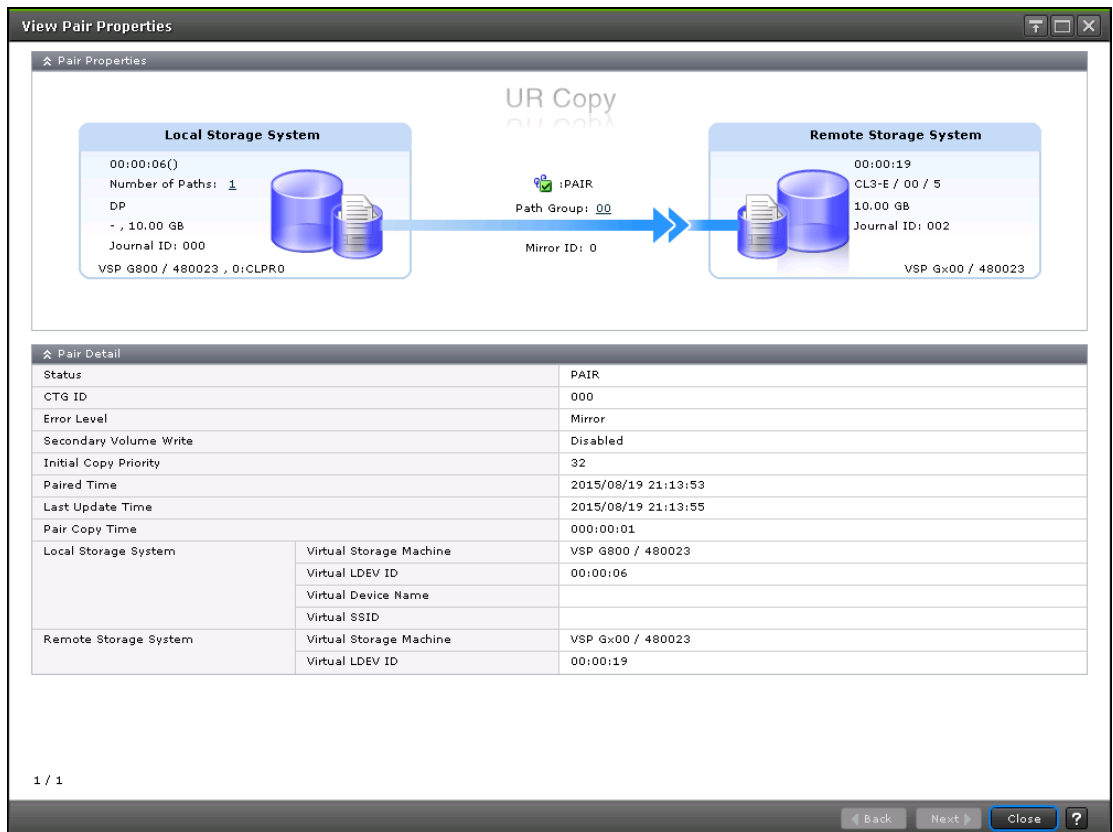 View Pair Properties
Pair Properties
UR Copy
Local Storage System
00:00:06()
Number of Paths: 1
DP
- , 10.00 GB
Journal ID: 000
VSP G800 / 480023 , 0:CLPR0
:PAIR
Path Group: 00
Mirror ID: 0
Remote Storage System
00:00:19
CL3-E / 00 / 5
10.00 GB
Journal ID: 002
VSP Gx00 / 480023
Pair Detail
Status PAIR
CTG ID 000
Error Level Mirror
Secondary Volume Write Disabled
Initial Copy Priority 32
Paired Time 2015/08/19 21:13:53
Last Update Time 2015/08/19 21:13:55
Pair Copy Time 000:00:01
Local Storage System Virtual Storage Machine VSP G800 / 480023
Virtual LDEV ID 00:00:06
Virtual Device Name
Virtual SSID
Remote Storage System Virtual Storage Machine VSP Gx00 / 480023
Virtual LDEV ID 00:00:19
1 / 1
Back Next Close ?